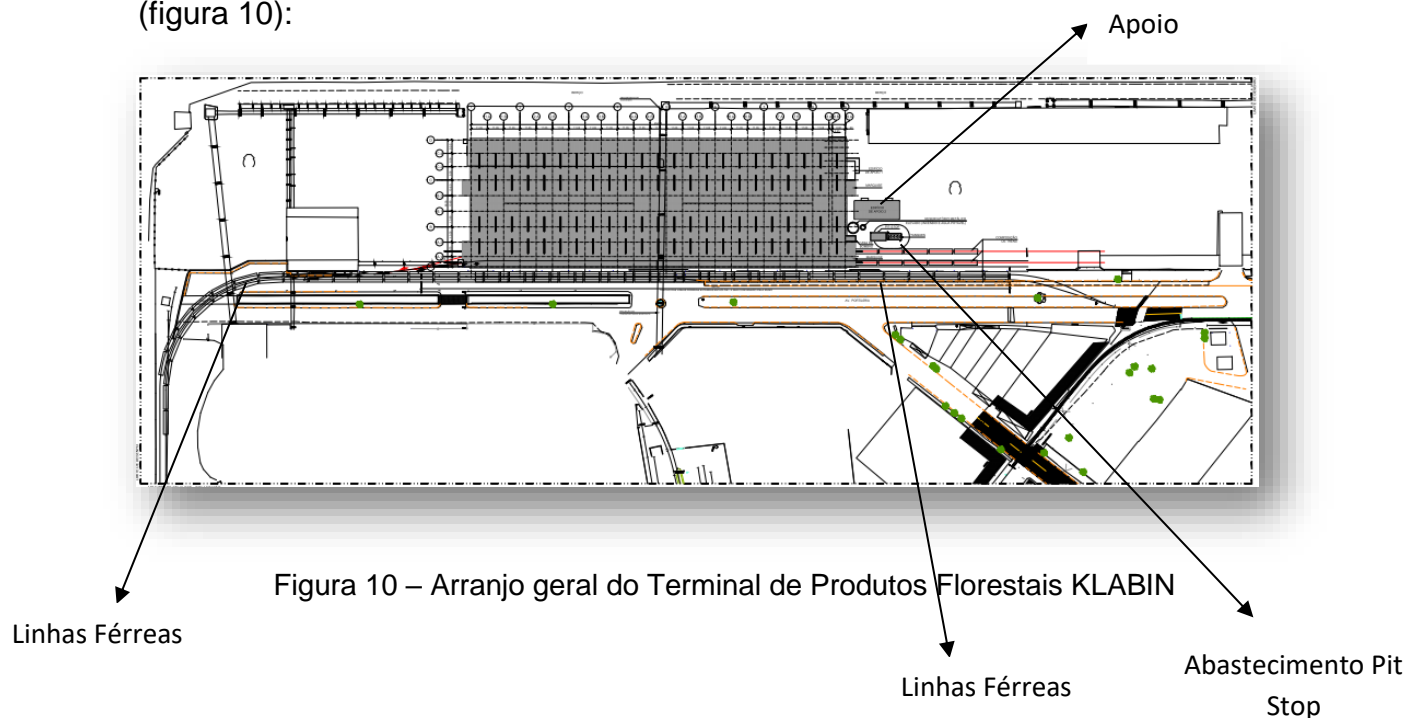 (figura 10):
Apoio
Figura 10 – Arranjo geral do Terminal de Produtos Florestais KLABIN
Linhas Férreas
Linhas Férreas
Abastecimento Pit
Stop